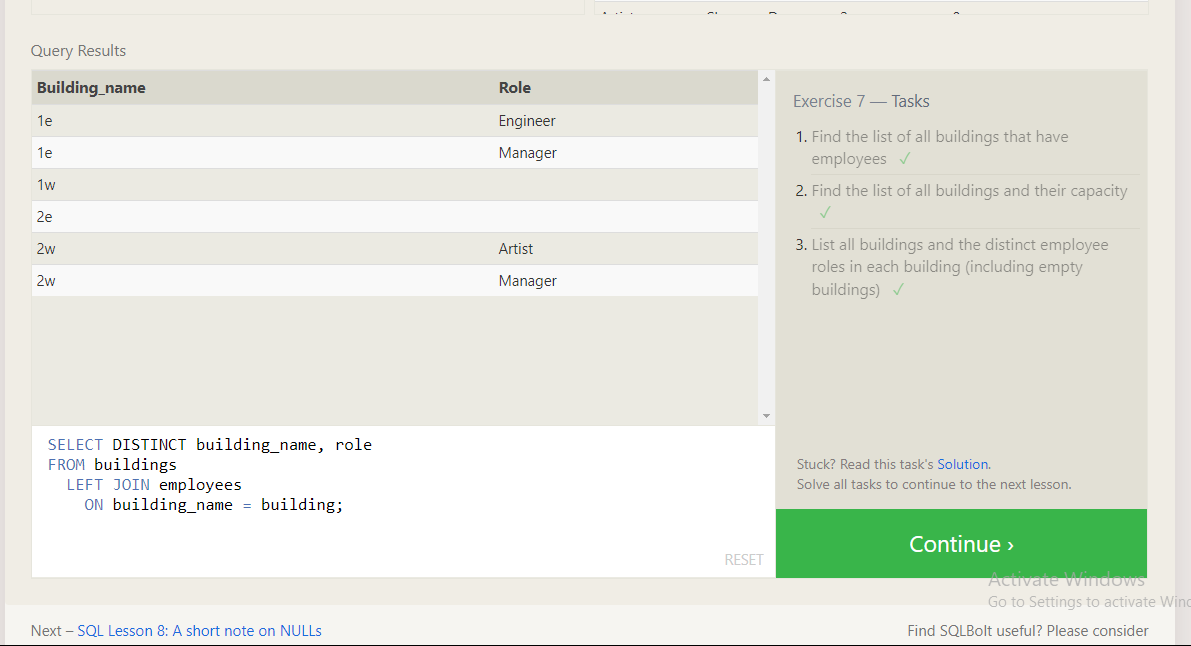 Query Results
Building_name Role
1e Engineer
1e Manager
1w
2e
2w Artist
2w Manager
SELECT DISTINCT building_name, role
FROM buildings
LEFT JOIN employees
ON building_name = building;
RESET
Exercise 7 — Tasks
1. Find the list of all buildings that have
employees ✓
2. Find the list of all buildings and their capacity
✓
3. List all buildings and the distinct employee
roles in each building (including empty
buildings) ✓
Stuck? Read this task's Solution.
Solve all tasks to continue to the next lesson.
Continue ›
Activate Windows
Go to Settings to activate Wind
Next – SQL Lesson 8: A short note on NULLs
Find SQLBolt useful? Please consider